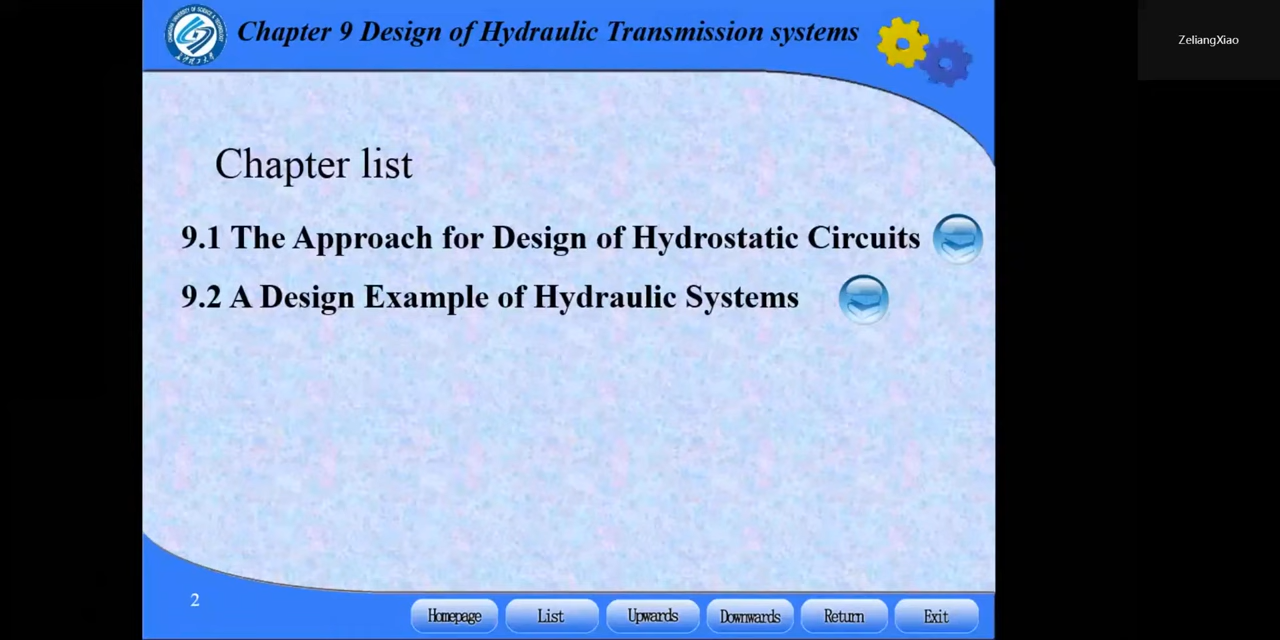 Chapter 9 Design of Hydraulic Transmission systems
ZeliangXiao
Chapter list
9.1 The Approach for Design of Hydrostatic Circuits
9.2 A Design Example of Hydraulic Systems
2
Homepage
List
Upwards
Downwards
Return
Exit